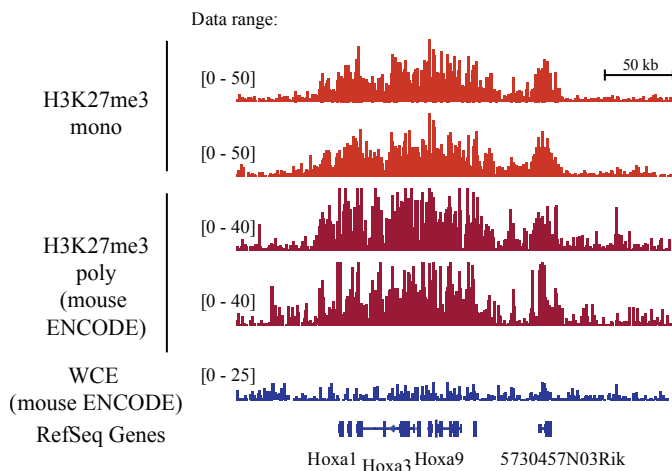 Data range:
50 kb
H3K27me3
mono
[0 - 50]
[0 - 50]
H3K27me3
poly
(mouse
ENCODE)
[0 - 40]
[0 - 40]
WCE
(mouse ENCODE)
[0 - 25]
RefSeq Genes
Hoxa1 Hoxa3 Hoxa9 5730457N03Rik